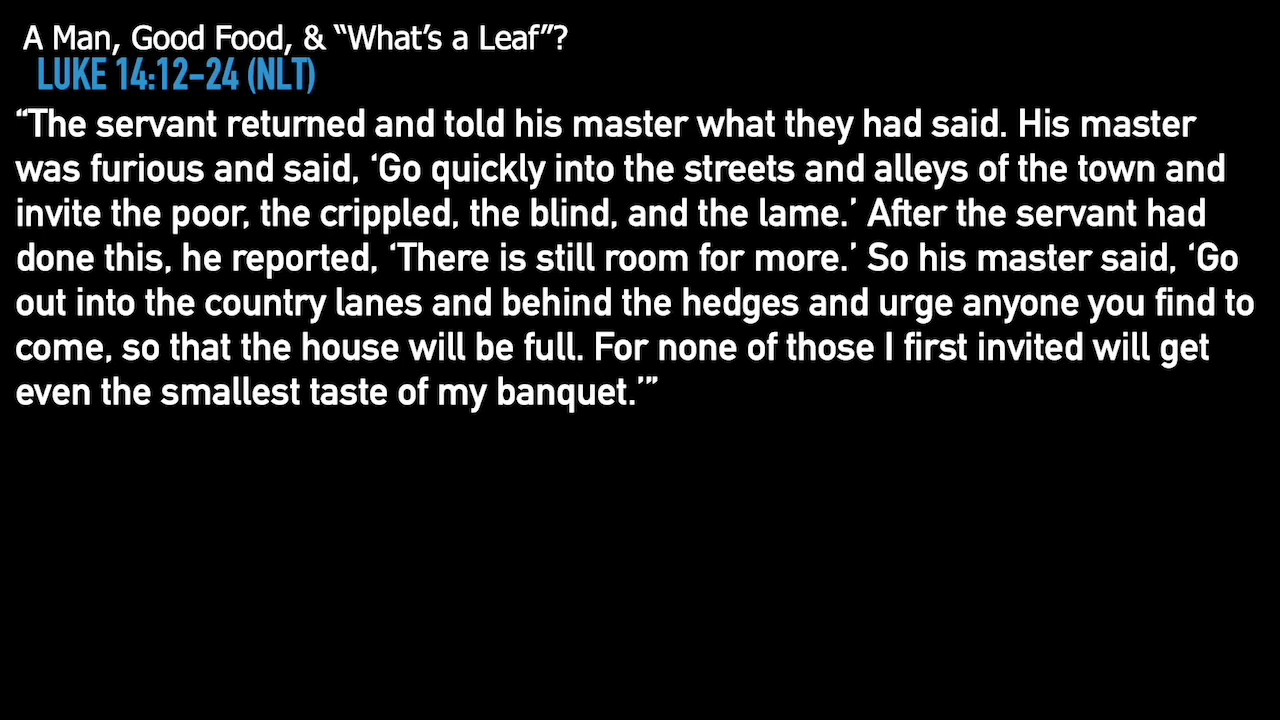 A Man, Good Food, & “What’s a Leaf”?
LUKE 14:12-24 (NLT)
“The servant returned and told his master what they had said. His master
was furious and said, ‘Go quickly into the streets and alleys of the town and
invite the poor, the crippled, the blind, and the lame.’ After the servant had
done this, he reported, ‘There is still room for more.’ So his master said, ‘Go
out into the country lanes and behind the hedges and urge anyone you find to
come, so that the house will be full. For none of those I first invited will get
even the smallest taste of my banquet.’”